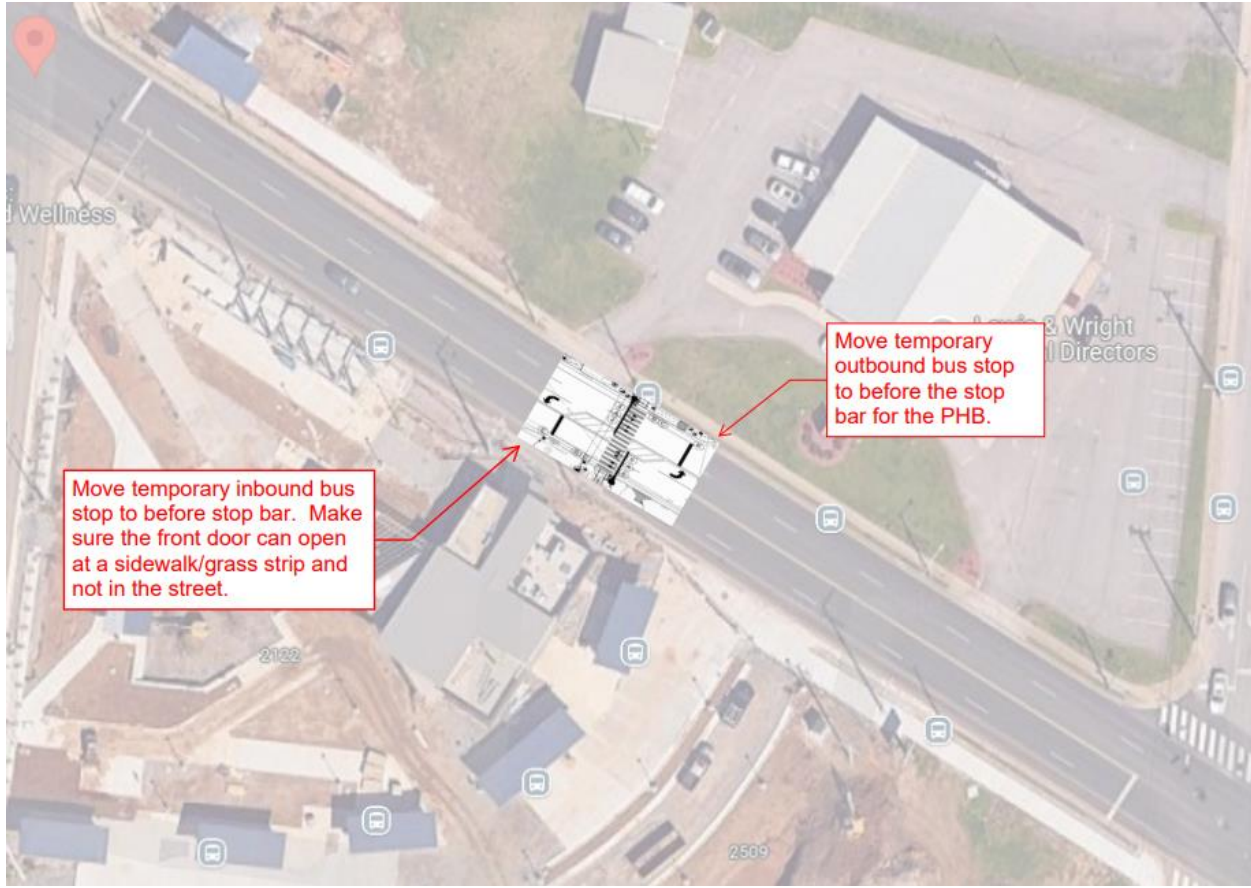 d Wellness
& Wright
l Directors
Move temporary
outbound bus stop
to before the stop
bar for the PHB.
Move temporary inbound bus
stop to before stop bar.  Make
sure the front door can open
at a sidewalk/grass strip and
not in the street.
2122
2509